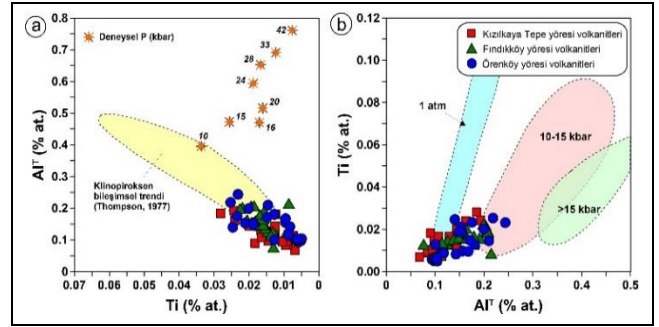 a
Deneysel P (kbar)
42
33
28
24
20
15
16
10
Klinopiroksen
bileşimsel trendi
(Thompson, 1977)
0.8
0.7
0.6
0.5
0.4
0.3
0.2
0.1
0
Alᵀ (% at.)
0.07
0.06
0.05
0.04
0.03
0.02
0.01
0
Ti (% at.)
b
Kızılkaya Tepe yöresi volkanitleri
Fındıkköy yöresi volkanitleri
Örenköy yöresi volkanitleri
1 atm
10-15 kbar
>15 kbar
0.12
0.10
0.08
0.06
0.04
0.02
0.00
Ti (% at.)
0.0
0.1
0.2
0.3
0.4
0.5
Alᵀ (% at.)